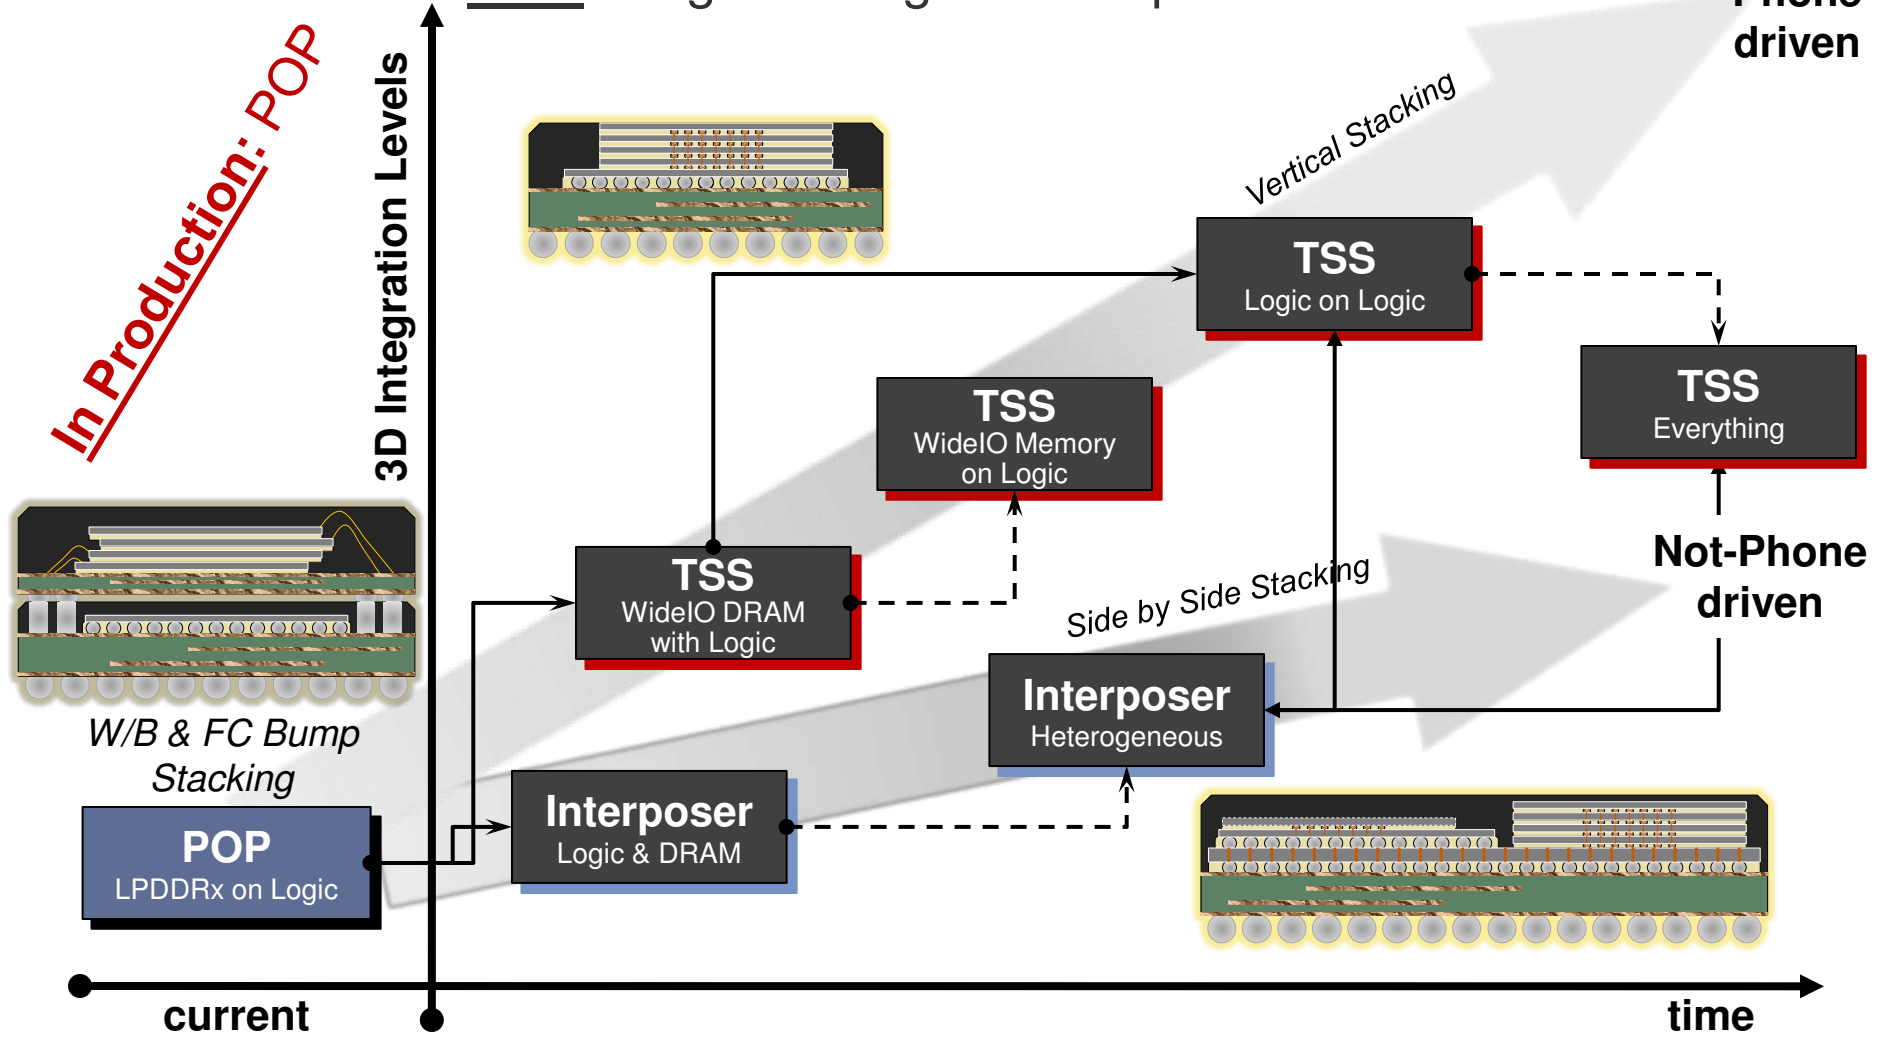 Phone
driven
In Production: POP
3D Integration Levels
Vertical Stacking
TSS
Logic on Logic
TSS
Everything
TSS
WideIO Memory
on Logic
Not-Phone
driven
TSS
WideIO DRAM
with Logic
Side by Side Stacking
Interposer
Heterogeneous
W/B & FC Bump
Stacking
Interposer
Logic & DRAM
POP
LPDDRx on Logic
current
time